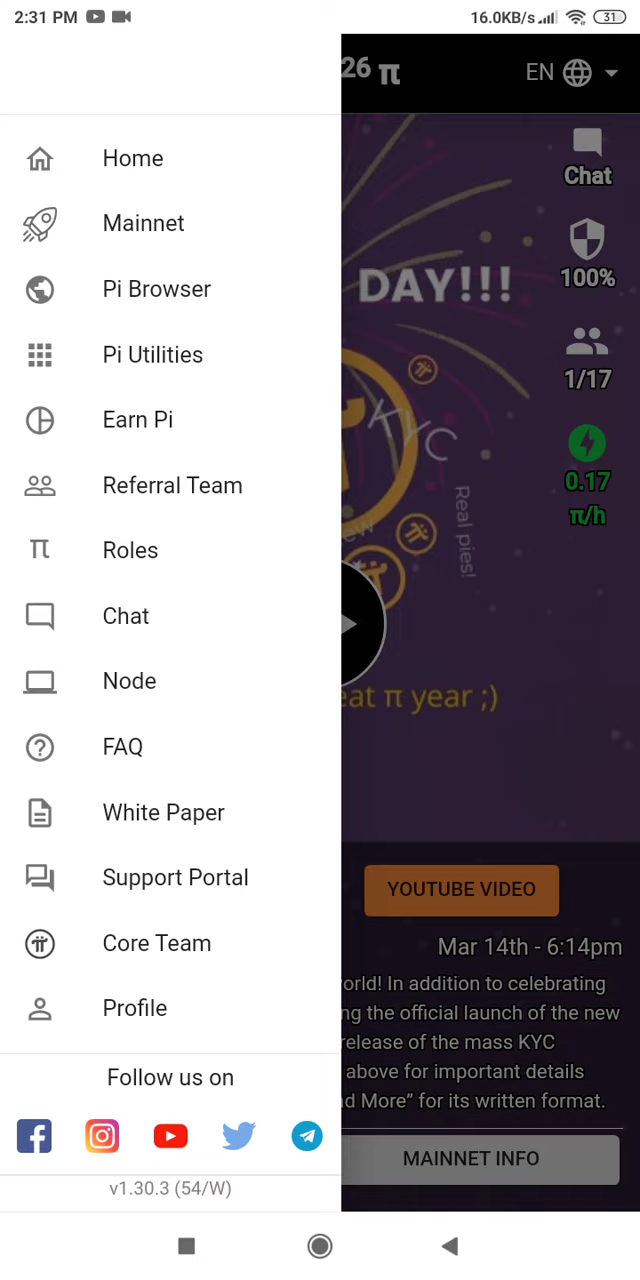 2:31 PM
16.0KB/s
31
26 π
EN
Home
Mainnet
Pi Browser
Pi Utilities
Earn Pi
Referral Team
Roles
Chat
Node
FAQ
White Paper
Support Portal
Core Team
Profile
Follow us on
v1.30.3 (54/W)
Chat
100%
1/17
0.17
π/h
DAY!!!
KYC
Real pies!
eat π year ;)
YOUTUBE VIDEO
Mar 14th - 6:14pm
orld! In addition to celebrating
ng the official launch of the new
release of the mass KYC
above for important details
d More” for its written format.
MAINNET INFO